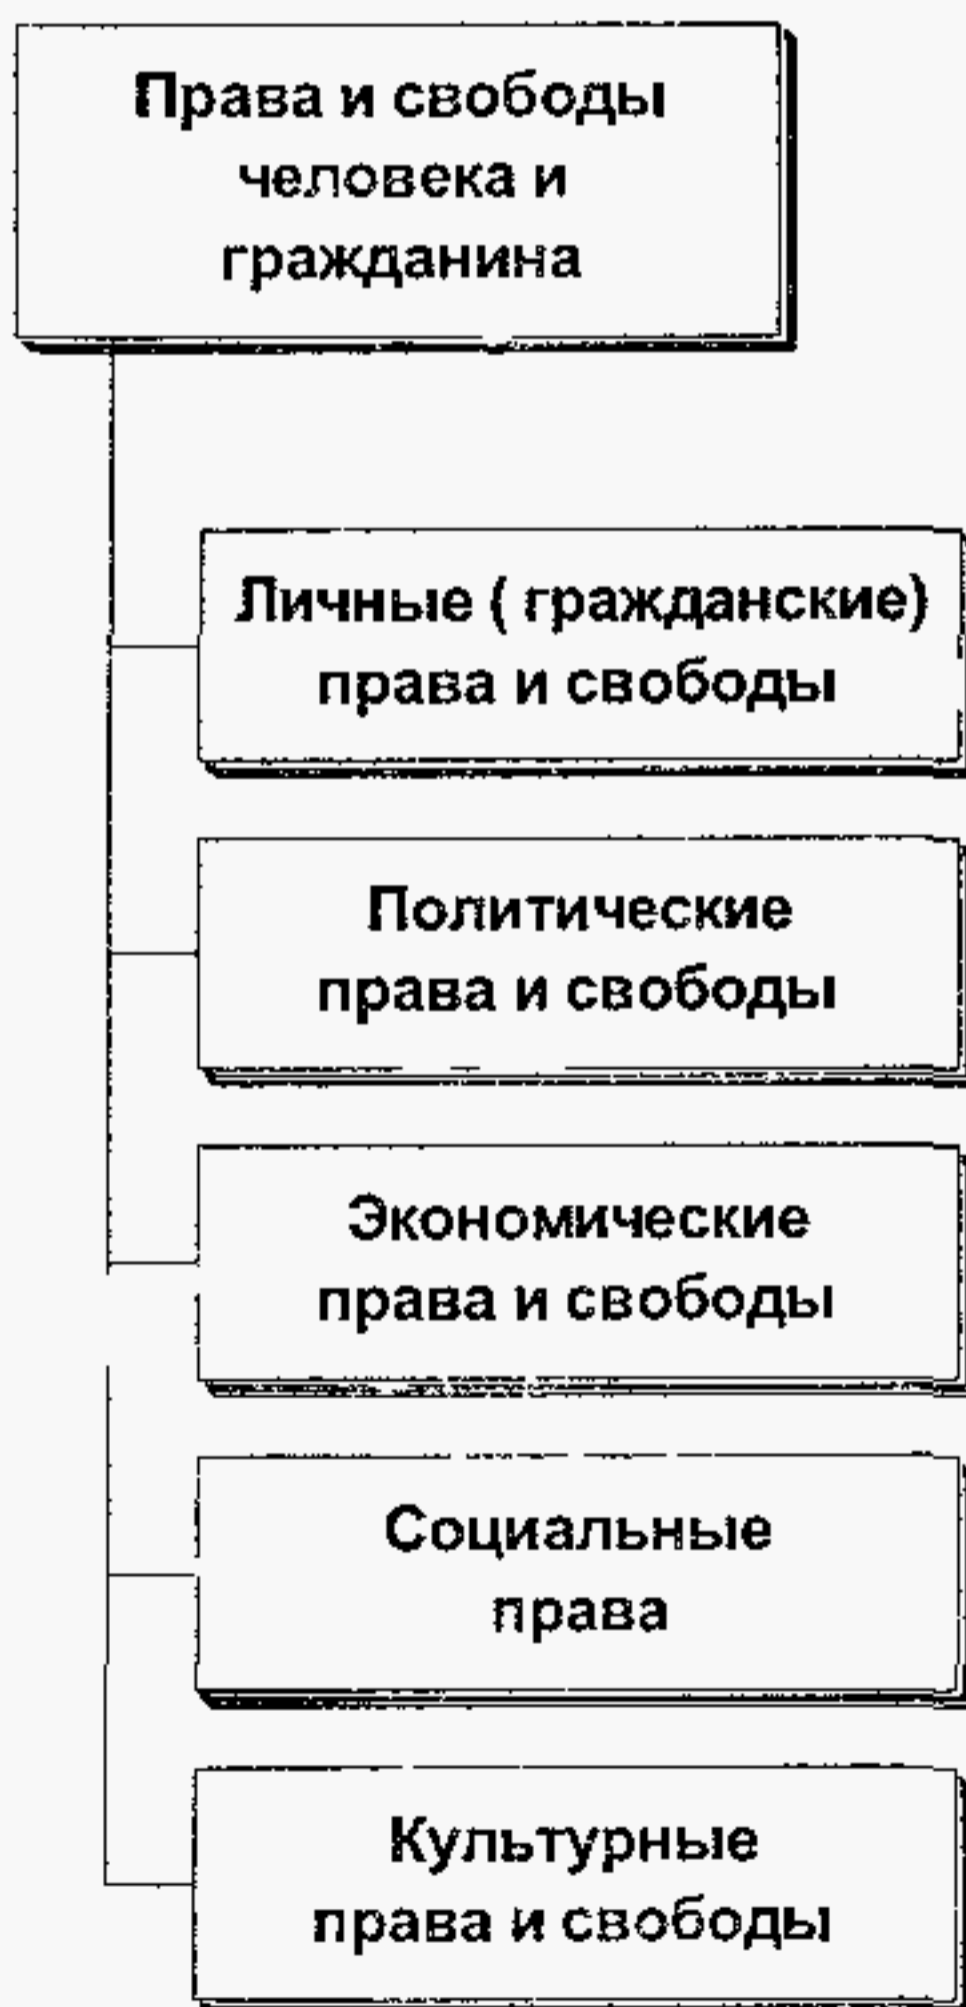 Права и свободы
человека и
гражданина
Личные ( гражданские)
права и свободы
Политические
права и свободы
Экономические
права и свободы
Социальные
права
Культурные
права и свободы